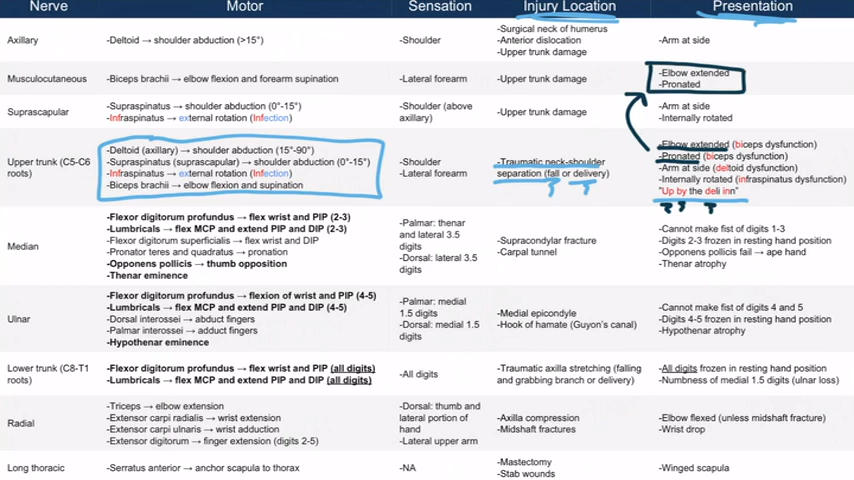 Nerve Motor Sensation Injury Location Presentation
Axillary
-Deltoid → shoulder abduction (>15°)
-Shoulder
-Surgical neck of humerus
-Anterior dislocation
-Upper trunk damage
-Arm at side
Musculocutaneous
-Biceps brachii → elbow flexion and forearm supination
-Lateral forearm
-Upper trunk damage
-Elbow extended
-Pronated
Suprascapular
-Supraspinatus → shoulder abduction (0°-15°)
-Infraspinatus → external rotation (Infection)
-Shoulder (above
axillary)
-Upper trunk damage
-Arm at side
-Internally rotated
Upper trunk (C5-C6
roots)
-Deltoid (axillary) → shoulder abduction (15°-90°)
-Supraspinatus (suprascapular) → shoulder abduction (0°-15°)
-Infraspinatus → external rotation (Infection)
-Biceps brachii → elbow flexion and supination
-Shoulder
-Lateral forearm
-Traumatic neck-shoulder
separation (fall or delivery)
-Elbow extended (biceps dysfunction)
-Pronated (biceps dysfunction)
-Arm at side (deltoid dysfunction)
-Internally rotated (infraspinatus dysfunction)
"Up by the deli inn"
Median
-Flexor digitorum profundus → flex wrist and PIP (2-3)
-Lumbricals → flex MCP and extend PIP and DIP (2-3)
-Flexor digitorum superficialis → flex wrist and DIP
-Pronator teres and quadratus → pronation
-Opponens pollicis → thumb opposition
-Thenar eminence
-Palmar: thenar
and lateral 3.5
digits
-Dorsal: lateral 3.5
digits
-Supracondylar fracture
-Carpal tunnel
-Cannot make fist of digits 1-3
-Digits 2-3 frozen in resting hand position
-Opponens pollicis fail → ape hand
-Thenar atrophy
Ulnar
-Flexor digitorum profundus → flexion of wrist and PIP (4-5)
-Lumbricals → flex MCP and extend PIP and DIP (4-5)
-Dorsal interossei → abduct fingers
-Palmar interossei → adduct fingers
-Hypothenar eminence
-Palmar: medial
1.5 digits
-Dorsal: medial 1.5
digits
-Medial epicondyle
-Hook of hamate (Guyon's canal)
-Cannot make fist of digits 4 and 5
-Digits 4-5 frozen in resting hand position
-Hypothenar atrophy
Lower trunk (C8-T1
roots)
-Flexor digitorum profundus → flex wrist and PIP (all digits)
-Lumbricals → flex MCP and extend PIP and DIP (all digits)
-All digits
-Traumatic axilla stretching (falling
and grabbing branch or delivery)
-All digits frozen in resting hand position
-Numbness of medial 1.5 digits (ulnar loss)
Radial
-Triceps → elbow extension
-Extensor carpi radialis → wrist extension
-Extensor carpi ulnaris → wrist adduction
-Extensor digitorum → finger extension (digits 2-5)
-Dorsal: thumb and
lateral portion of
hand
-Lateral upper arm
-Axilla compression
-Midshaft fractures
-Elbow flexed (unless midshaft fracture)
-Wrist drop
Long thoracic
-Serratus anterior → anchor scapula to thorax
-NA
-Mastectomy
-Stab wounds
-Winged scapula